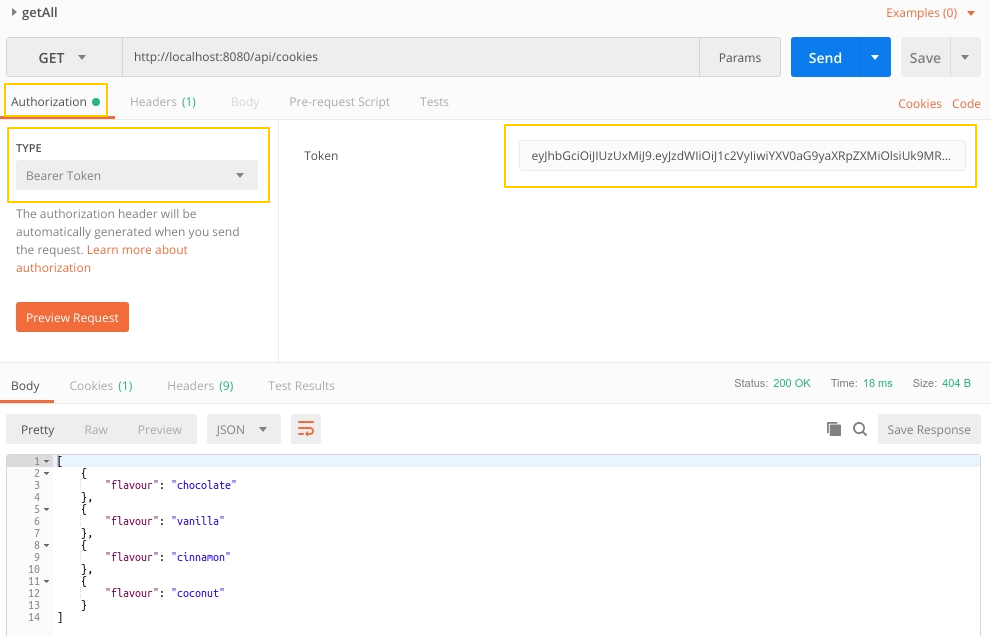 getAll
Examples (0)
GET
http://localhost:8080/api/cookies
Params
Send
Save
Authorization
Headers (1)
Body
Pre-request Script
Tests
Cookies
Code
TYPE
Bearer Token
The authorization header will be
automatically generated when you send
the request. Learn more about
authorization
Preview Request
Token
eyJhbGciOiJIUzUxMiJ9.eyJzdWIiOiJ1c2VyIiwiYXV0aG9yaXRpZXMiOlsiUk9MR...
Body
Cookies (1)
Headers (9)
Test Results
Status: 200 OK
Time: 18 ms
Size: 404 B
Pretty
Raw
Preview
JSON
Save Response
1 [
2 {
3 "flavour": "chocolate"
4 },
5 {
6 "flavour": "vanilla"
7 },
8 {
9 "flavour": "cinnamon"
10 },
11 {
12 "flavour": "coconut"
13 }
14 ]